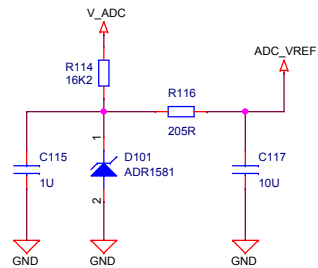 V_ADC
R114
16K2
R116
ADC_VREF
205R
1
C115
1U
D101
ADR1581
2
C117
10U
GND
GND
GND